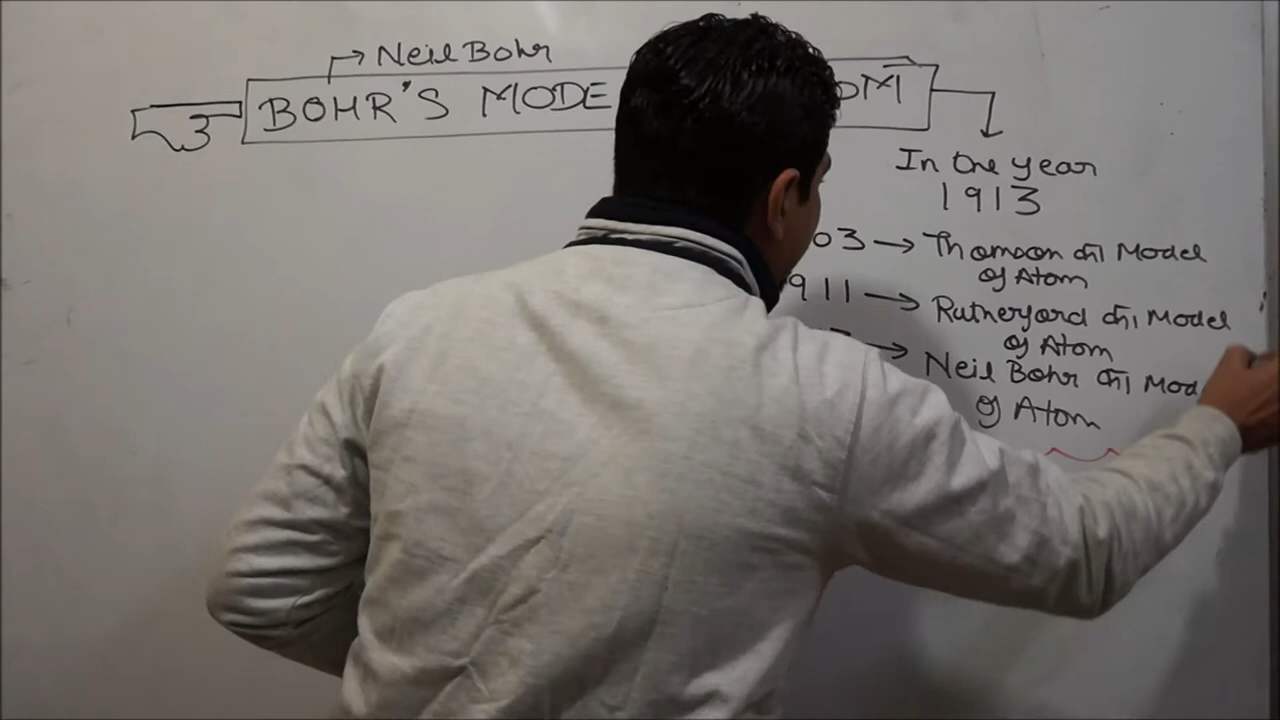 Neil Bohr
BOHR'S MODE OM
In the year
1913
03 → Thomson का Model
of Atom
911 → Rutherford का Model
of Atom
→ Neil Bohr का Mod
of Atom